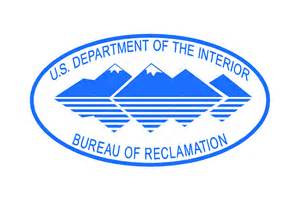 U.S. DEPARTMENT OF THE INTERIOR
BUREAU OF RECLAMATION